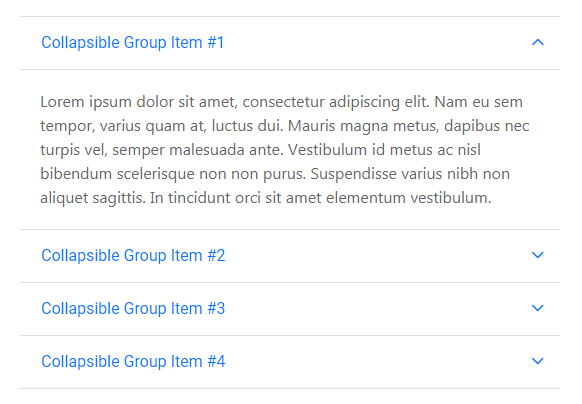 Collapsible Group Item #1
Lorem ipsum dolor sit amet, consectetur adipiscing elit. Nam eu sem
tempor, varius quam at, luctus dui. Mauris magna metus, dapibus nec
turpis vel, semper malesuada ante. Vestibulum id metus ac nisl
bibendum scelerisque non non purus. Suspendisse varius nibh non
aliquet sagittis. In tincidunt orci sit amet elementum vestibulum.
Collapsible Group Item #2
Collapsible Group Item #3
Collapsible Group Item #4